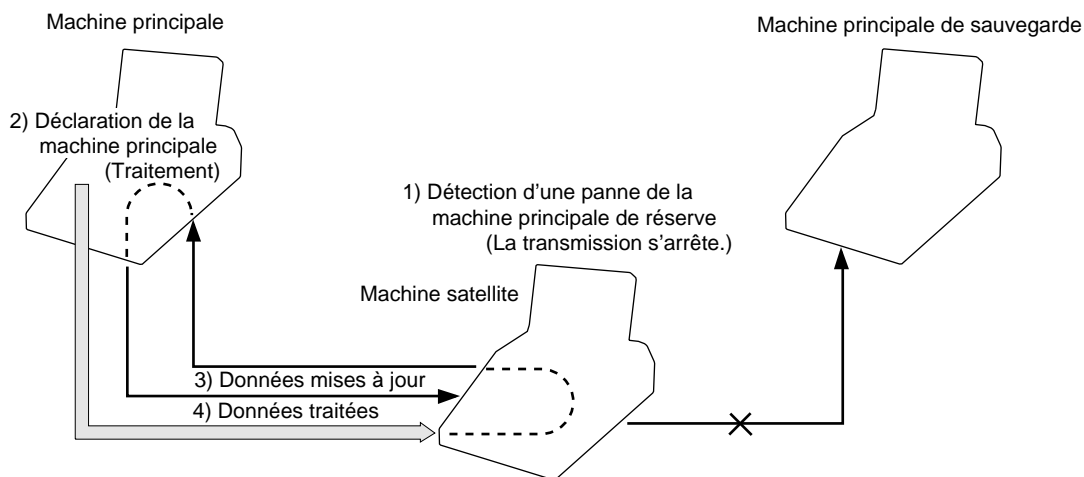 Machine principale
Machine principale de sauvegarde
2) Déclaration de la
machine principale
(Traitement)
1) Détection d'une panne de la
machine principale de réserve
(La transmission s'arrête.)
Machine satellite
3) Données mises à jour
4) Données traitées